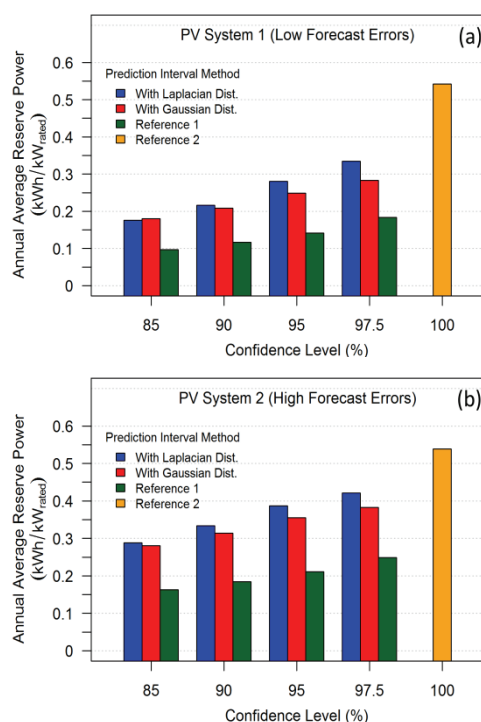 PV System 1 (Low Forecast Errors)
(a)
Annual Average Reserve Power
(kWh/kWrated)
0.6
0.5
0.4
0.3
0.2
0.1
0
Prediction Interval Method
With Laplacian Dist.
With Gaussian Dist.
Reference 1
Reference 2
85 90 95 97.5 100
Confidence Level (%)
PV System 2 (High Forecast Errors)
(b)
Annual Average Reserve Power
(kWh/kWrated)
0.6
0.5
0.4
0.3
0.2
0.1
0
Prediction Interval Method
With Laplacian Dist.
With Gaussian Dist.
Reference 1
Reference 2
85 90 95 97.5 100
Confidence Level (%)